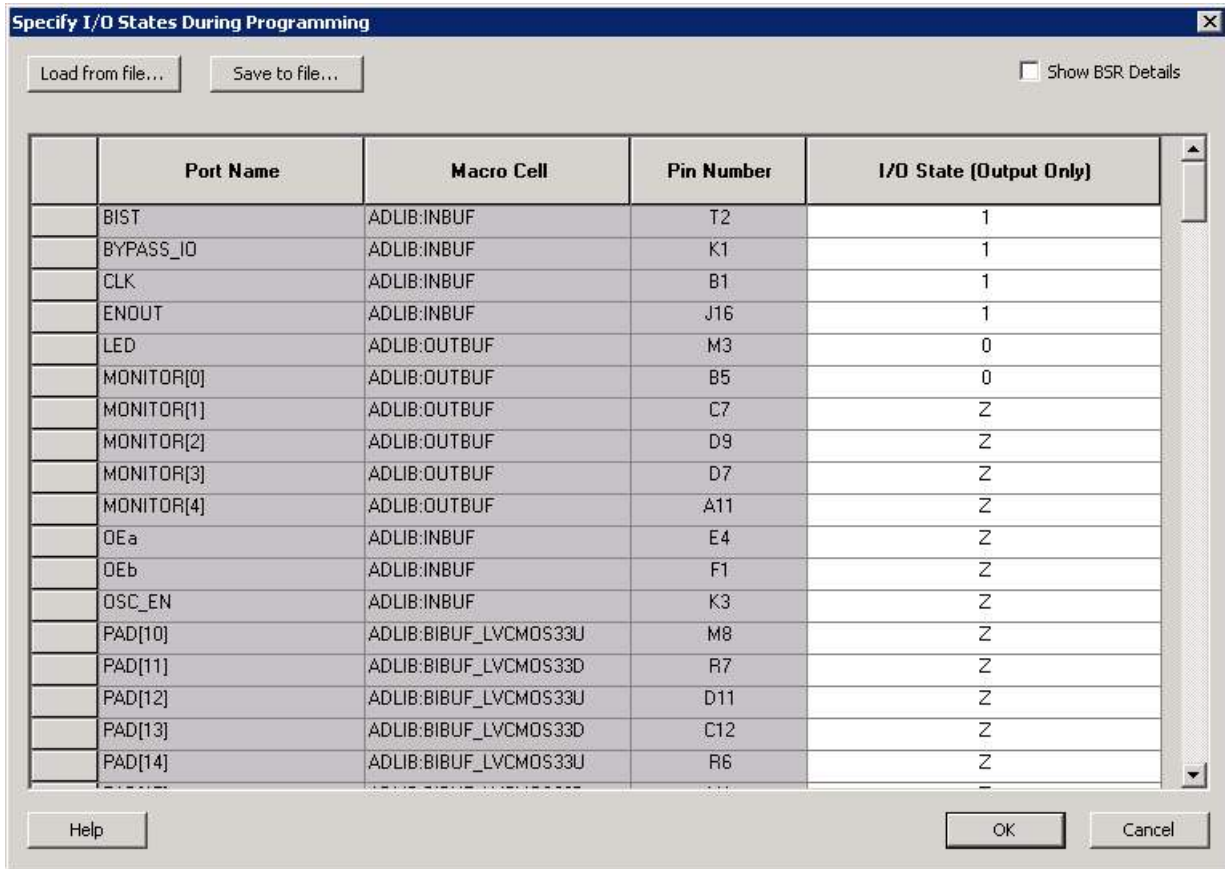 Specify I/O States During Programming
Load from file... Save to file... Show BSR Details
Port Name Macro Cell Pin Number I/O State (Output Only)
BIST ADLIB:INBUF T2 1
BYPASS_IO ADLIB:INBUF K1 1
CLK ADLIB:INBUF B1 1
ENOUT ADLIB:INBUF J16 1
LED ADLIB:OUTBUF M3 0
MONITOR[0] ADLIB:OUTBUF B5 0
MONITOR[1] ADLIB:OUTBUF C7 Z
MONITOR[2] ADLIB:OUTBUF D9 Z
MONITOR[3] ADLIB:OUTBUF D7 Z
MONITOR[4] ADLIB:OUTBUF A11 Z
OEa ADLIB:INBUF E4 Z
OEb ADLIB:INBUF F1 Z
OSC_EN ADLIB:INBUF K3 Z
PAD[10] ADLIB:BIBUF_LVCMOS33U M8 Z
PAD[11] ADLIB:BIBUF_LVCMOS33D R7 Z
PAD[12] ADLIB:BIBUF_LVCMOS33U D11 Z
PAD[13] ADLIB:BIBUF_LVCMOS33D C12 Z
PAD[14] ADLIB:BIBUF_LVCMOS33U R6 Z
Help OK Cancel